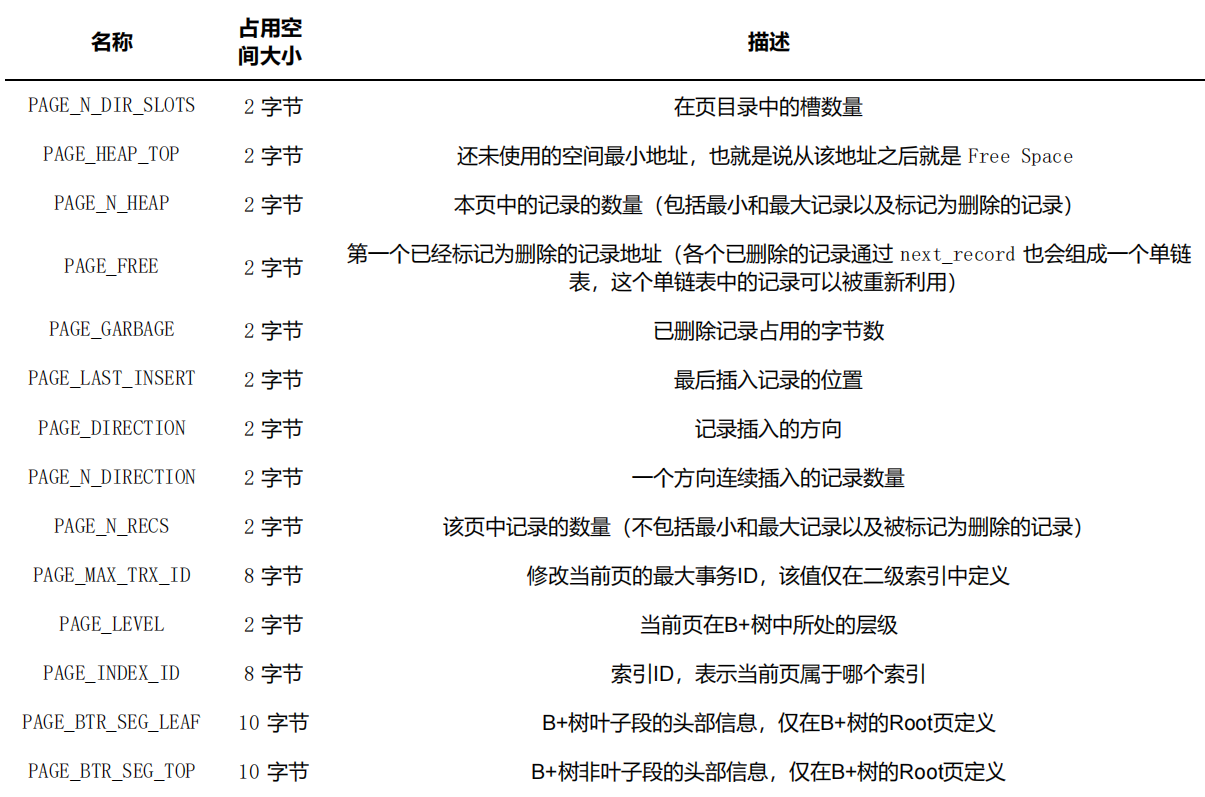 名称 占用空间大小 描述
PAGE_N_DIR_SLOTS 2 字节 在页目录中的槽数量
PAGE_HEAP_TOP 2 字节 还未使用的空间最小地址，也就是说从该地址之后就是 Free Space
PAGE_N_HEAP 2 字节 本页中的记录的数量（包括最小和最大记录以及标记为删除的记录）
PAGE_FREE 2 字节 第一个已经标记为删除的记录地址（各个已删除的记录通过 next_record 也会组成一个单链
表，这个单链表中的记录可以被重新利用）
PAGE_GARBAGE 2 字节 已删除记录占用的字节数
PAGE_LAST_INSERT 2 字节 最后插入记录的位置
PAGE_DIRECTION 2 字节 记录插入的方向
PAGE_N_DIRECTION 2 字节 一个方向连续插入的记录数量
PAGE_N_RECS 2 字节 该页中记录的数量（不包括最小和最大记录以及被标记为删除的记录）
PAGE_MAX_TRX_ID 8 字节 修改当前页的最大事务ID，该值仅在二级索引中定义
PAGE_LEVEL 2 字节 当前页在B+树中所处的层级
PAGE_INDEX_ID 8 字节 索引ID，表示当前页属于哪个索引
PAGE_BTR_SEG_LEAF 10 字节 B+树叶子段的头部信息，仅在B+树的Root页定义
PAGE_BTR_SEG_TOP 10 字节 B+树非叶子段的头部信息，仅在B+树的Root页定义